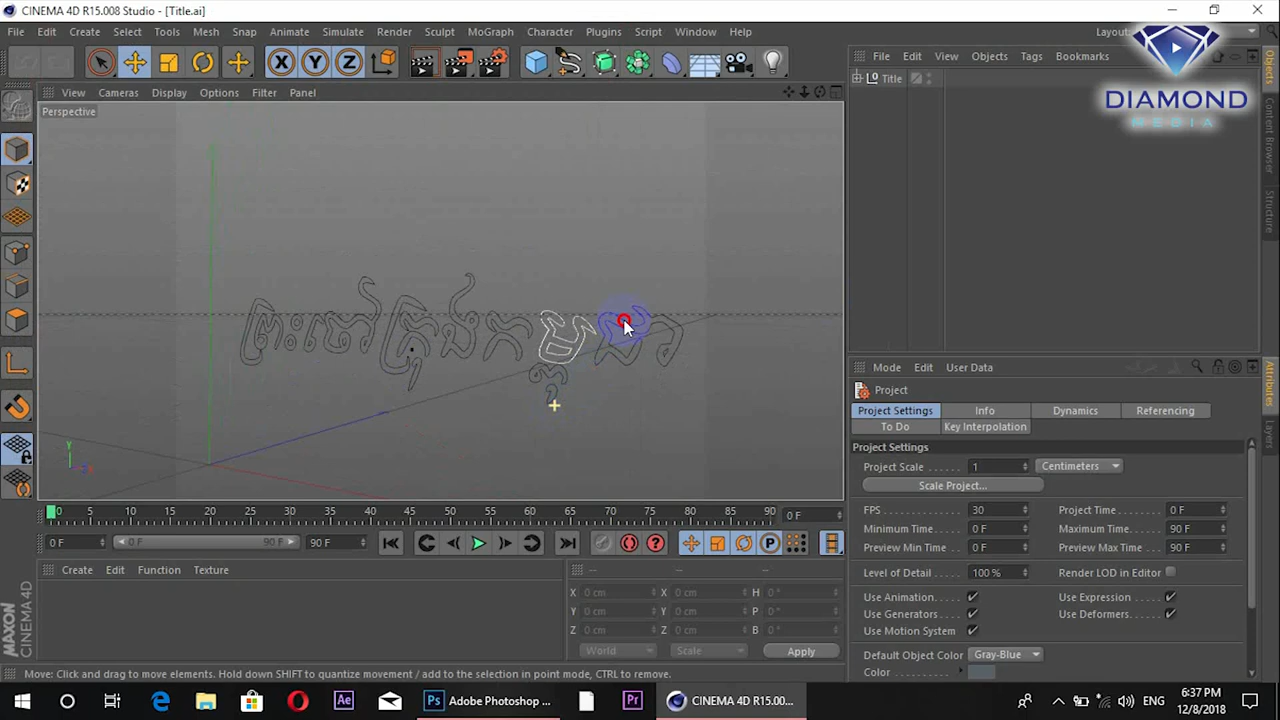 CINEMA 4D R15.008 Studio - [Title.ai]
File Edit Create Select Tools Mesh Snap Animate Simulate Render Sculpt MoGraph Character Plugins Script Window Help Layout:
View Cameras Display Options Filter Panel
File Edit View Objects Tags Bookmarks
Perspective
Title
DIAMOND
MEDIA
Objects
Content Browser
Structure
Mode Edit User Data
Attributes
Layers
Project
Project Settings Info Dynamics Referencing
To Do Key Interpolation
Project Settings
Project Scale 1 Centimeters
Scale Project...
FPS 30 Project Time 0 F
Minimum Time 0 F Maximum Time 90 F
Preview Min Time 0 F Preview Max Time 90 F
Level of Detail 100 % Render LOD in Editor
Use Animation Use Expression
Use Generators Use Deformers
Use Motion System
Default Object Color Gray-Blue
Color
Y
0 5 10 15 20 25 30 35 40 45 50 55 60 65 70 75 80 85 90 0 F
0 F 0 F 90 F 90 F
Create Edit Function Texture
-- -- --
X 0 cm X 0 cm H 0 °
Y 0 cm Y 0 cm P 0 °
Z 0 cm Z 0 cm B 0 °
World Scale Apply
MAXON
CINEMA 4D
Move: Click and drag to move elements. Hold down SHIFT to quantize movement / add to the selection in point mode, CTRL to remove.
Adobe Photoshop ... CINEMA 4D R15.00... ENG 6:37 PM
12/8/2018